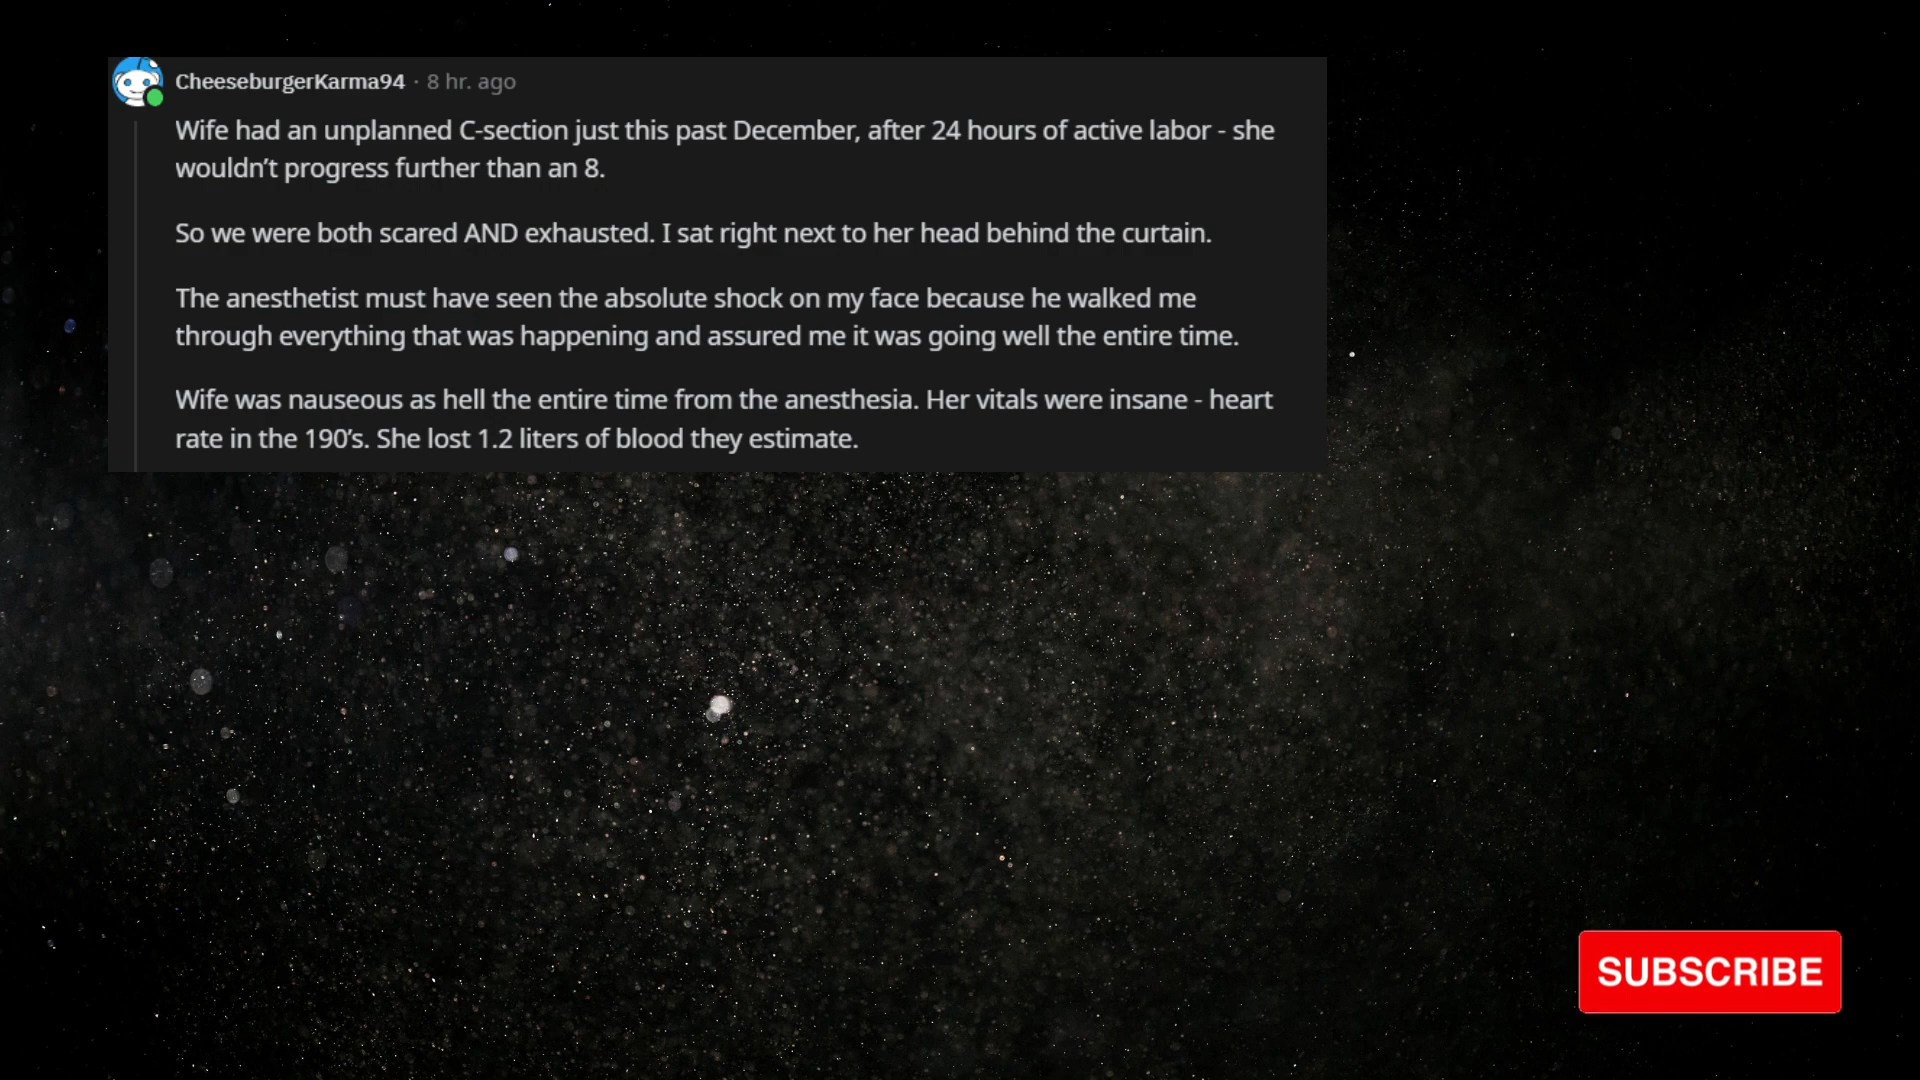 CheeseburgerKarma94 · 8 hr. ago
Wife had an unplanned C-section just this past December, after 24 hours of active labor - she
wouldn’t progress further than an 8.
So we were both scared AND exhausted. I sat right next to her head behind the curtain.
The anesthetist must have seen the absolute shock on my face because he walked me
through everything that was happening and assured me it was going well the entire time.
Wife was nauseous as hell the entire time from the anesthesia. Her vitals were insane - heart
rate in the 190’s. She lost 1.2 liters of blood they estimate.
SUBSCRIBE